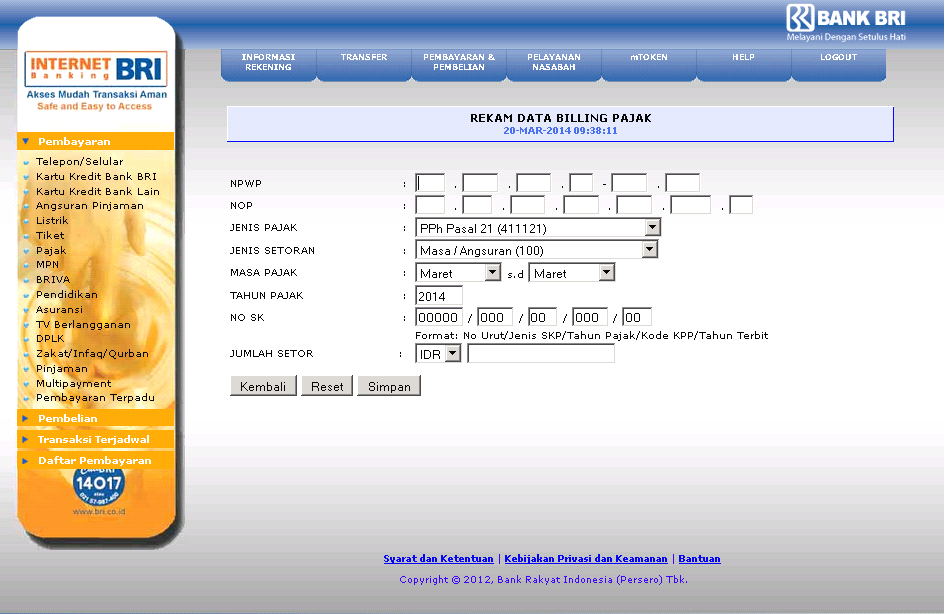 BANK BRI
Melayani Dengan Setulus Hati
INTERNET
Banking BRI
Akses Mudah Transaksi Aman
Safe and Easy to Access
INFORMASI REKENING
TRANSFER
PEMBAYARAN & PEMBELIAN
PELAYANAN NASABAH
mTOKEN
HELP
LOGOUT
REKAM DATA BILLING PAJAK
20-MAR-2014 09:38:11
Pembayaran
Telepon/Selular
Kartu Kredit Bank BRI
Kartu Kredit Bank Lain
Angsuran Pinjaman
Listrik
Tiket
Pajak
MPN
BRIVA
Pendidikan
Asuransi
TV Berlangganan
DPLK
Zakat/Infaq/Qurban
Pinjaman
Multipayment
Pembayaran Terpadu
Pembelian
Transaksi Terjadwal
Daftar Pembayaran
14017
www.bri.co.id
NPWP : . . . - .
NOP : . . . . . .
JENIS PAJAK : PPh Pasal 21 (411121)
JENIS SETORAN : Masa / Angsuran (100)
MASA PAJAK : Maret s.d Maret
TAHUN PAJAK : 2014
NO SK : 00000 / 000 / 00 / 000 / 00
Format: No Urut/Jenis SKP/Tahun Pajak/Kode KPP/Tahun Terbit
JUMLAH SETOR : IDR
Kembali Reset Simpan
Syarat dan Ketentuan | Kebijakan Privasi dan Keamanan | Bantuan
Copyright © 2012, Bank Rakyat Indonesia (Persero) Tbk.